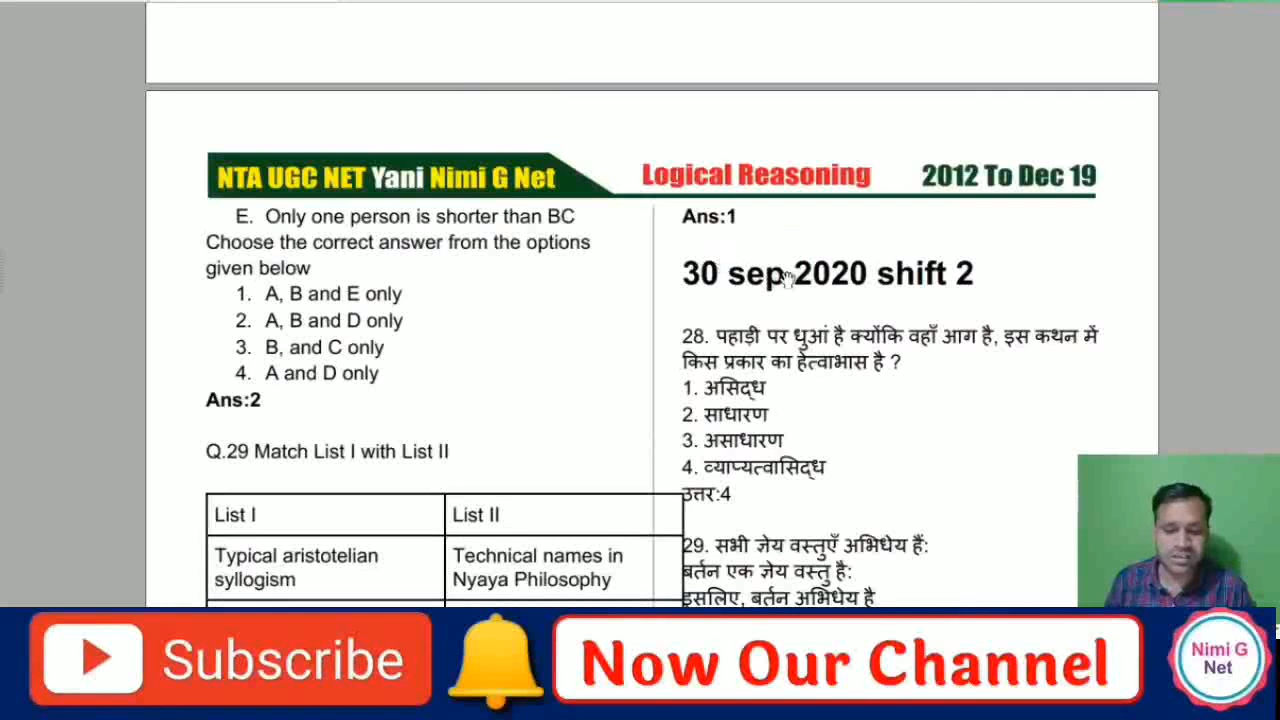 NTA UGC NET Yani Nimi G Net
Logical Reasoning
2012 To Dec 19
E. Only one person is shorter than BC
Choose the correct answer from the options
given below
1. A, B and E only
2. A, B and D only
3. B, and C only
4. A and D only
Ans:2
Q.29 Match List I with List II
List I
List II
Typical aristotelian
syllogism
Technical names in
Nyaya Philosophy
Ans:1
30 sep 2020 shift 2
28. पहाड़ी पर धुआं है क्योंकि वहाँ आग है, इस कथन में
किस प्रकार का हेत्वाभास है ?
1. असिद्ध
2. साधारण
3. असाधारण
4. व्याप्यत्वासिद्ध
उत्तर:4
29. सभी ज्ञेय वस्तुएँ अभिधेय हैं:
बर्तन एक ज्ञेय वस्तु है:
इसलिए, बर्तन अभिधेय है
Subscribe
Now Our Channel
Nimi G
Net